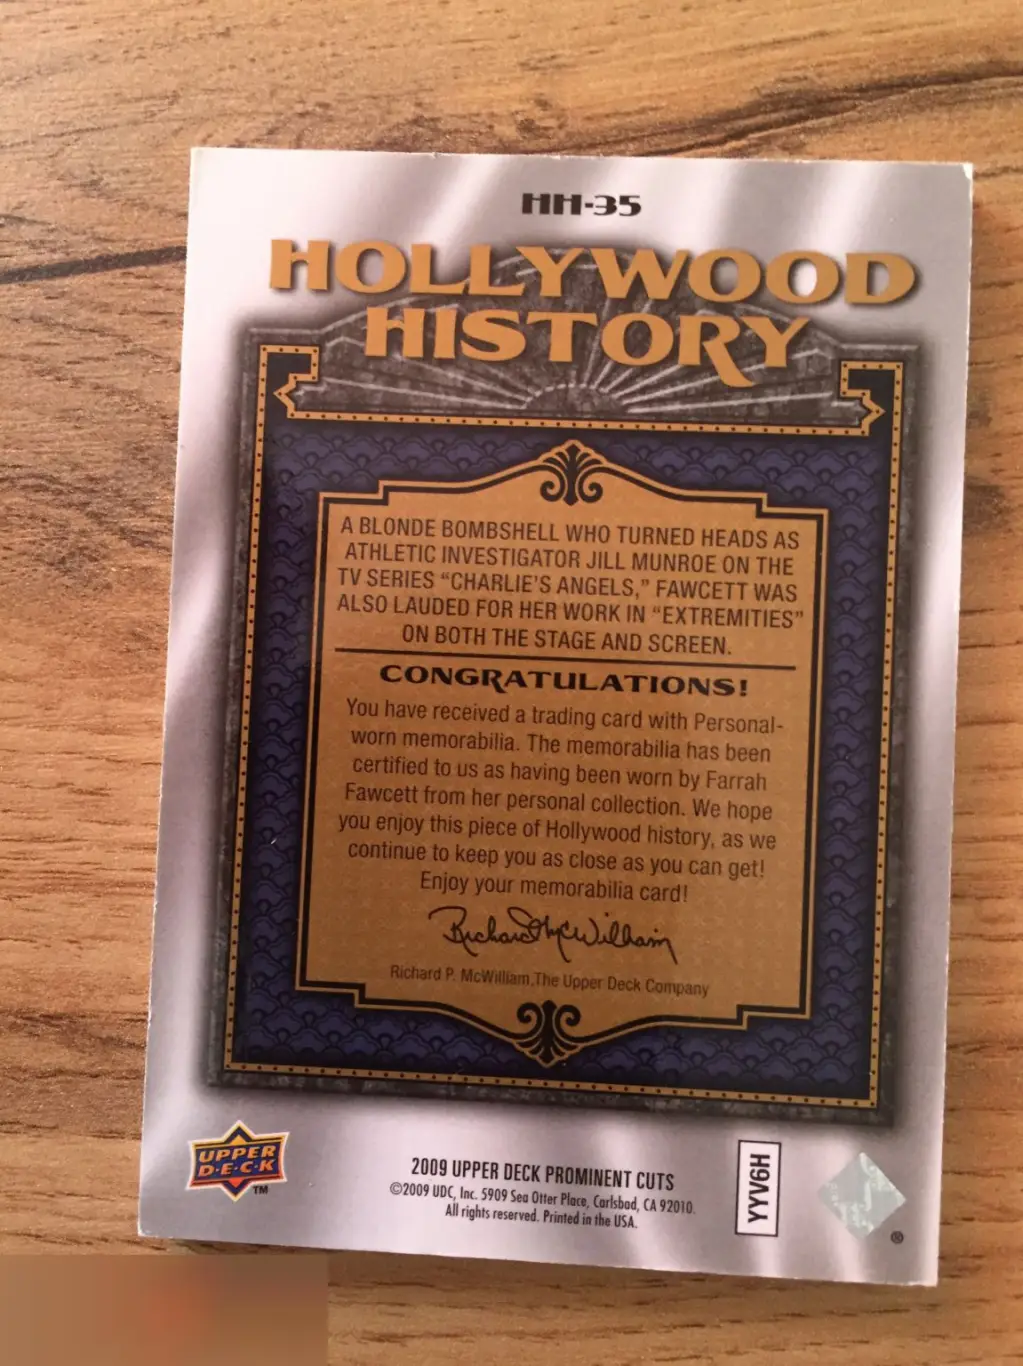 HH-35
HOLLYWOOD
HISTORY
A BLONDE BOMBSHELL WHO TURNED HEADS AS
ATHLETIC INVESTIGATOR JILL MUNROE ON THE
TV SERIES “CHARLIE’S ANGELS,” FAWCETT WAS
ALSO LAUDED FOR HER WORK IN “EXTREMITIES”
ON BOTH THE STAGE AND SCREEN.
CONGRATULATIONS!
You have received a trading card with Personal-
worn memorabilia. The memorabilia has been
certified to us as having been worn by Farrah
Fawcett from her personal collection. We hope
you enjoy this piece of Hollywood history, as we
continue to keep you as close as you can get!
Enjoy your memorabilia card!
Richard McWilliam
Richard P. McWilliam,The Upper Deck Company
UPPER
D·E·C·K
TM
2009 UPPER DECK PROMINENT CUTS
©2009 UDC, Inc. 5909 Sea Otter Place, Carlsbad, CA 92010.
All rights reserved. Printed in the USA.
YYV6H
®